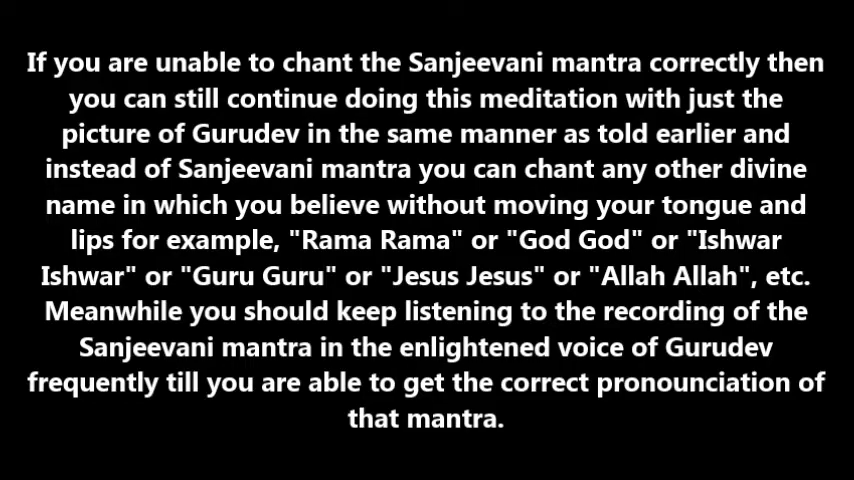 If you are unable to chant the Sanjeevani mantra correctly then
you can still continue doing this meditation with just the
picture of Gurudev in the same manner as told earlier and
instead of Sanjeevani mantra you can chant any other divine
name in which you believe without moving your tongue and
lips for example, "Rama Rama" or "God God" or "Ishwar
Ishwar" or "Guru Guru" or "Jesus Jesus" or "Allah Allah", etc.
Meanwhile you should keep listening to the recording of the
Sanjeevani mantra in the enlightened voice of Gurudev
frequently till you are able to get the correct pronounciation of
that mantra.